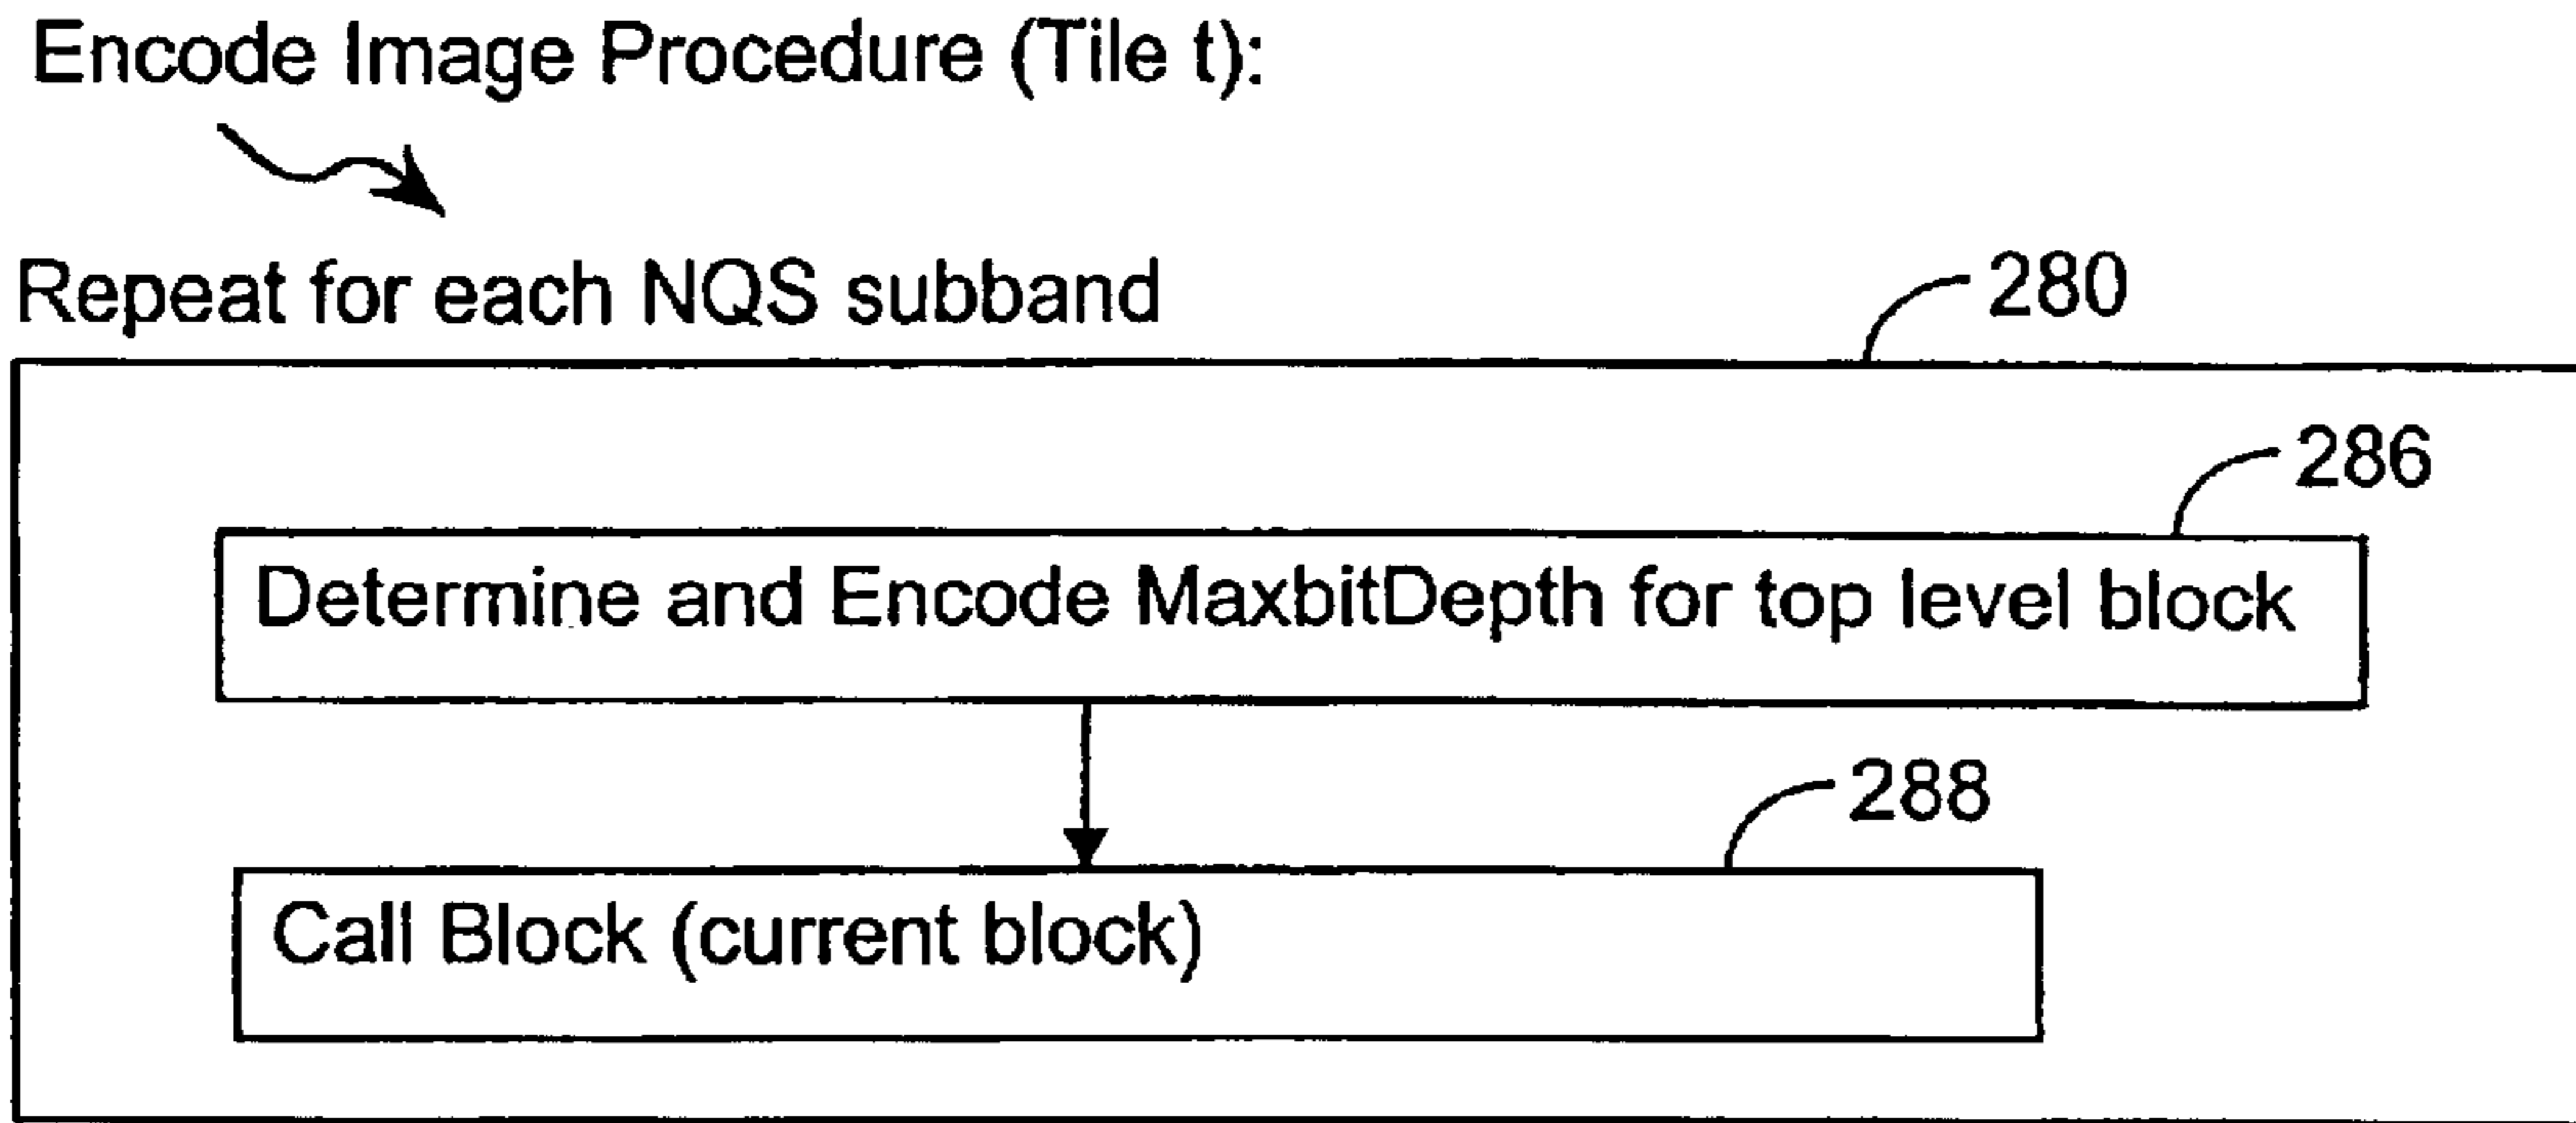 Encode Image Procedure (Tile t):
Repeat for each NQS subband
280
286
Determine and Encode MaxbitDepth for top level block
288
Call Block (current block)